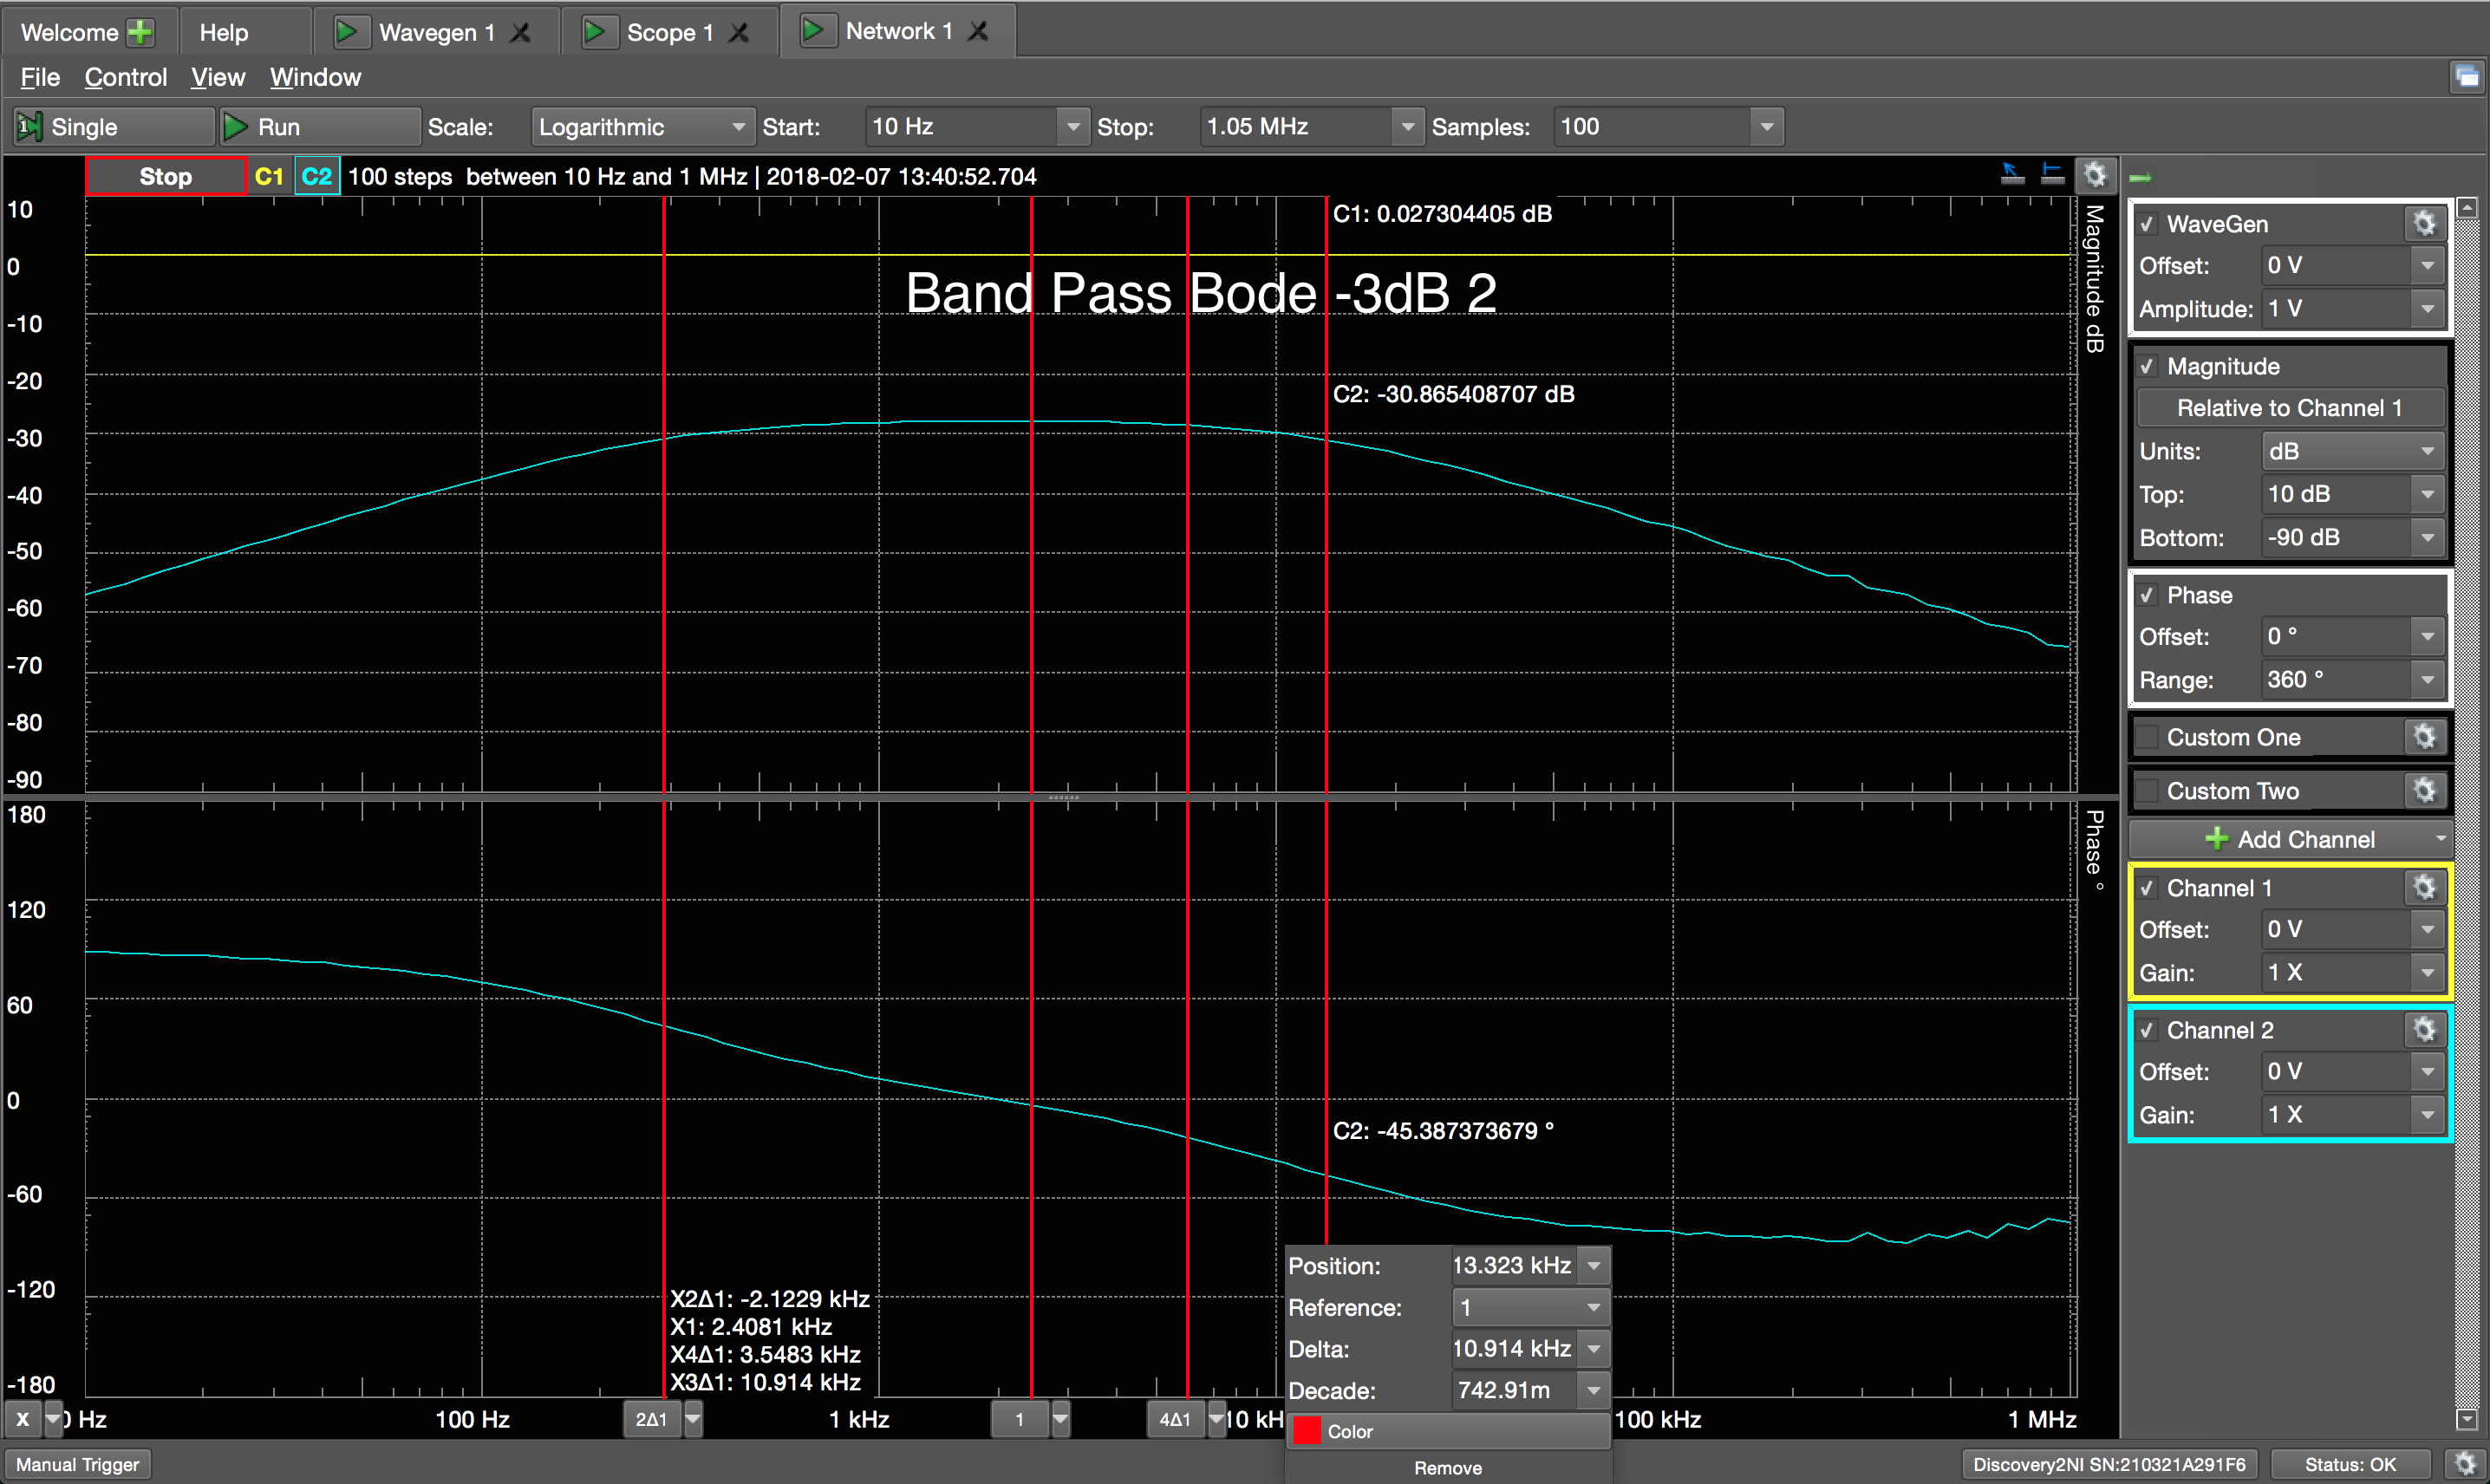 Welcome Help Wavegen 1 Scope 1 Network 1
File Control View Window
Single Run Scale: Logarithmic Start: 10 Hz Stop: 1.05 MHz Samples: 100
Stop C1 C2 100 steps between 10 Hz and 1 MHz | 2018-02-07 13:40:52.704
10
0
-10
-20
-30
-40
-50
-60
-70
-80
-90
C1: 0.027304405 dB
Band Pass Bode -3dB 2
C2: -30.865408707 dB
Magnitude dB
180
120
60
0
-60
-120
-180
Phase °
C2: -45.387373679 °
X2Δ1: -2.1229 kHz
X1: 2.4081 kHz
X4Δ1: 3.5483 kHz
X3Δ1: 10.914 kHz
Position: 13.323 kHz
Reference: 1
Delta: 10.914 kHz
Decade: 742.91m
Color
Remove
X 0 Hz 100 Hz 2Δ1 1 kHz 1 4Δ1 10 kH 100 kHz 1 MHz
WaveGen
Offset: 0 V
Amplitude: 1 V
Magnitude
Relative to Channel 1
Units: dB
Top: 10 dB
Bottom: -90 dB
Phase
Offset: 0 °
Range: 360 °
Custom One
Custom Two
Add Channel
Channel 1
Offset: 0 V
Gain: 1 X
Channel 2
Offset: 0 V
Gain: 1 X
Manual Trigger Discovery2NI SN:210321A291F6 Status: OK